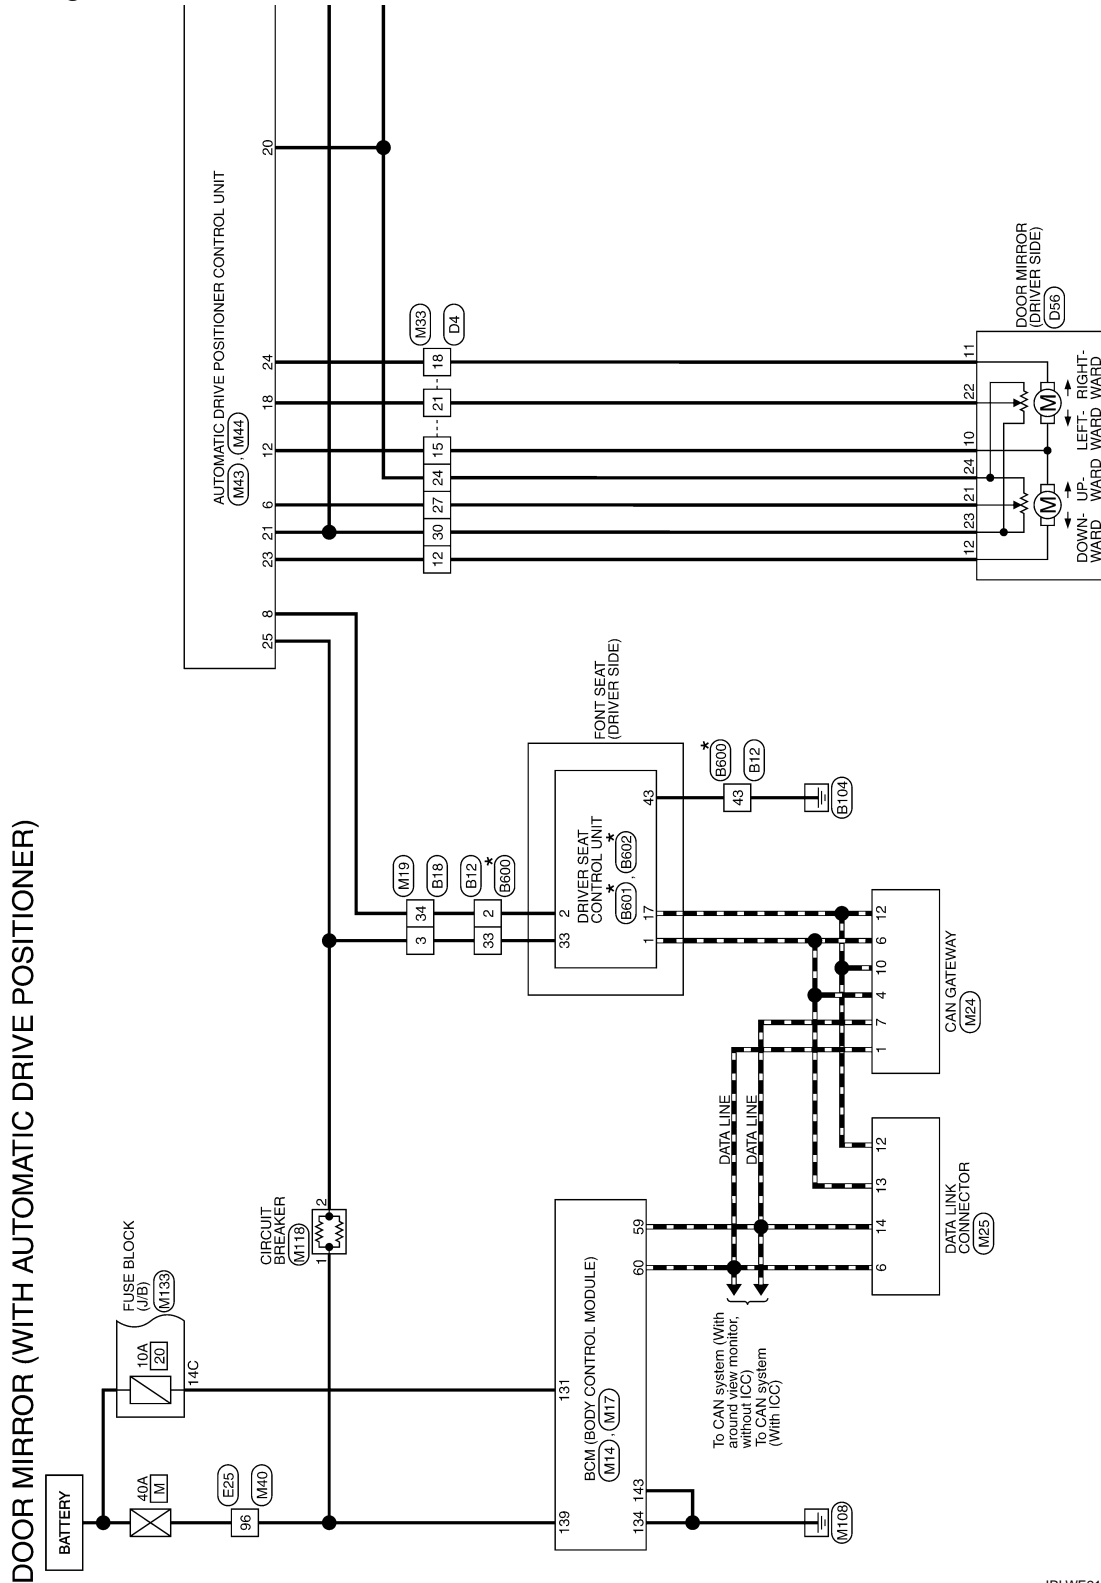 DOOR MIRROR (WITH AUTOMATIC DRIVE POSITIONER)
BATTERY
40A
M
10A
20
FUSE BLOCK
(J/B)
M133
14C
E25
M40
96
CIRCUIT
BREAKER
M118
1
2
AUTOMATIC DRIVE POSITIONER CONTROL UNIT
M43 , M44
25
8
23
21
6
12
18
24
20
M19
B18
3
34
B12
*
B600
33
2
33
2
FONT SEAT
(DRIVER SIDE)
DRIVER SEAT
CONTROL UNIT
* *
B601 , B602
1
17
43
*
B600
B12
43
B104
M33
D4
12
30
27
24
15
21
18
12
23
21
24
10
22
11
DOOR MIRROR
(DRIVER SIDE)
D56
M
M
DOWN-
WARD
UP-
WARD
LEFT-
WARD
RIGHT-
WARD
139
131
BCM (BODY CONTROL MODULE)
M14 , M17
134
143
60
59
M108
DATA LINE
DATA LINE
To CAN system (With
around view monitor,
without ICC)
To CAN system
(With ICC)
6
14
13
12
DATA LINK
CONNECTOR
M25
1
7
4
10
6
12
CAN GATEWAY
M24